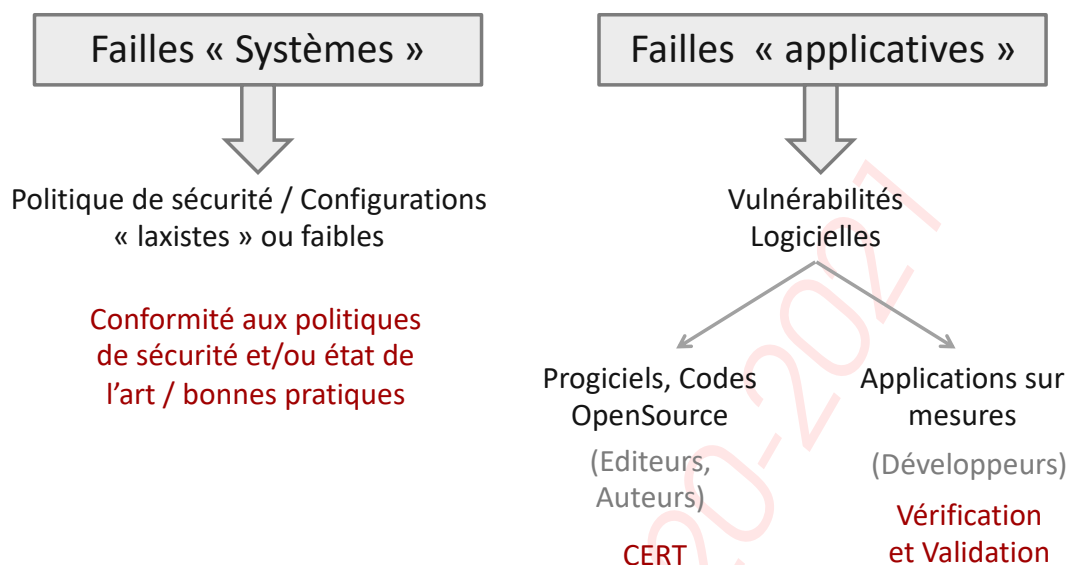 Failles « Systèmes »
Politique de sécurité / Configurations
« laxistes » ou faibles
Conformité aux politiques
de sécurité et/ou état de
l’art / bonnes pratiques
Failles « applicatives »
Vulnérabilités
Logicielles
Progiciels, Codes
OpenSource
(Editeurs,
Auteurs)
CERT
Applications sur
mesures
(Développeurs)
Vérification
et Validation
20-2021